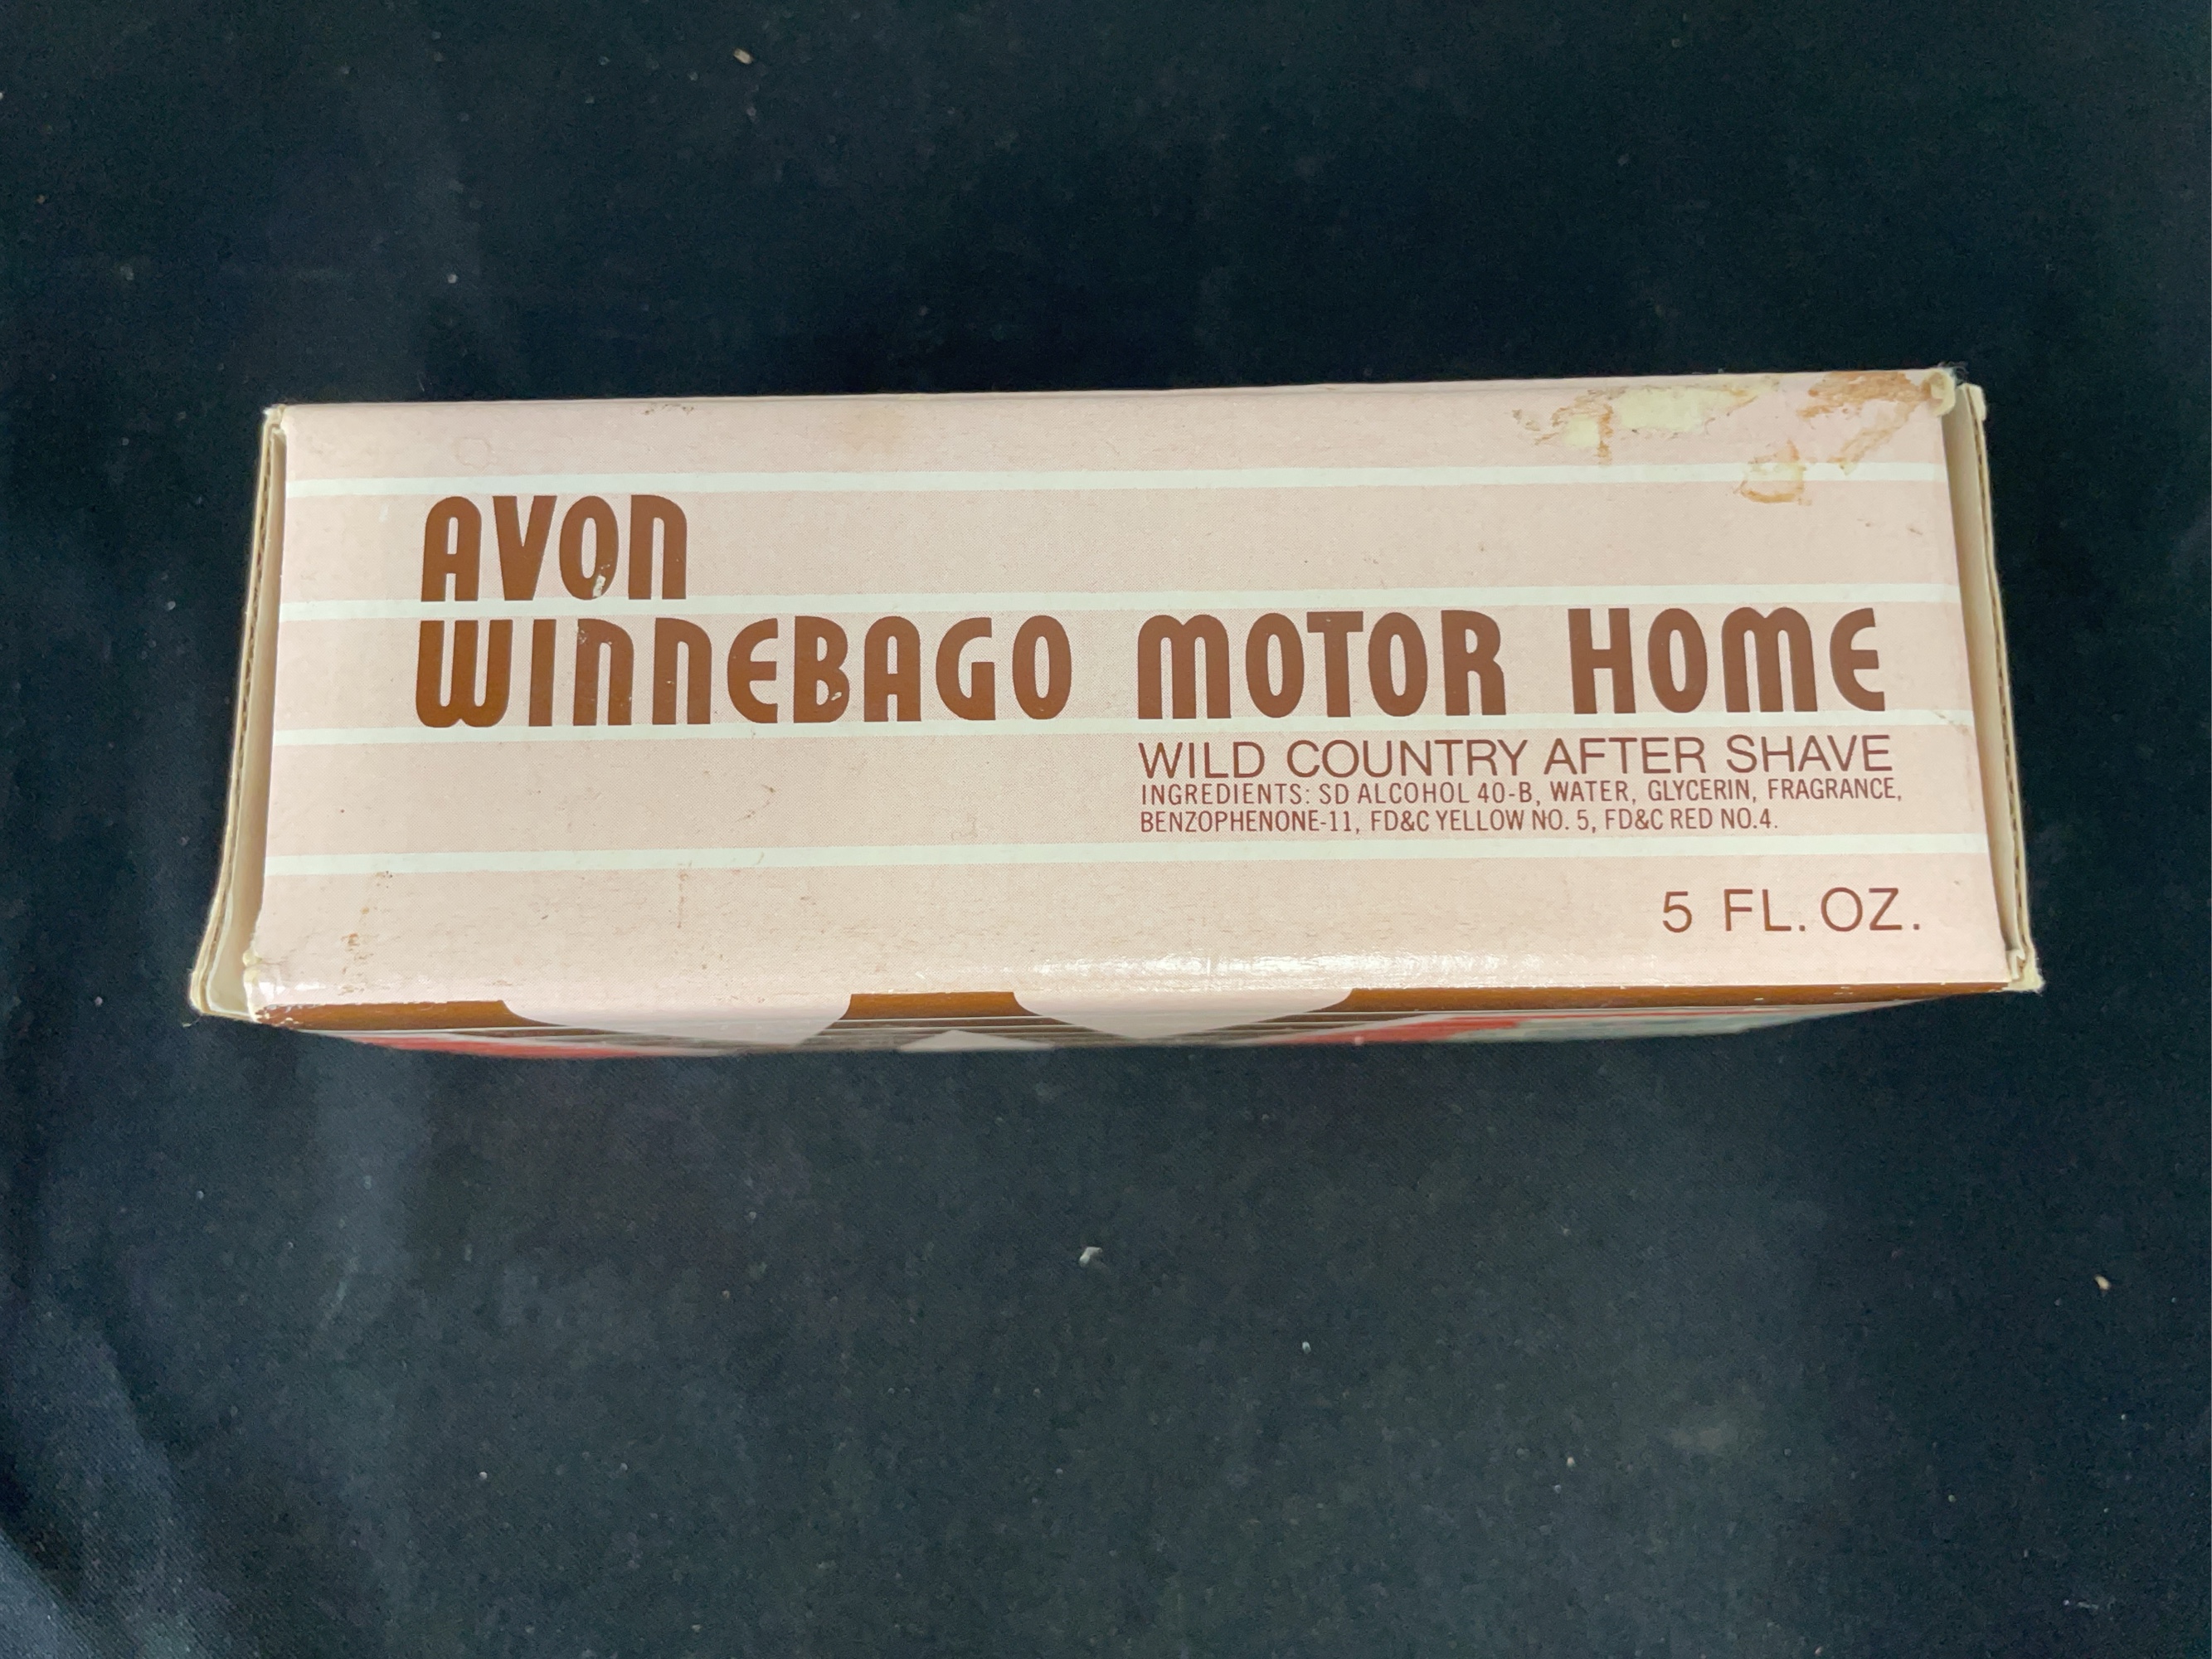 AVON
WINNEBAGO MOTOR HOME
WILD COUNTRY AFTER SHAVE
INGREDIENTS: SD ALCOHOL 40-B, WATER, GLYCERIN, FRAGRANCE,
BENZOPHENONE-11, FD&C YELLOW NO. 5, FD&C RED NO.4.
5 FL. OZ.